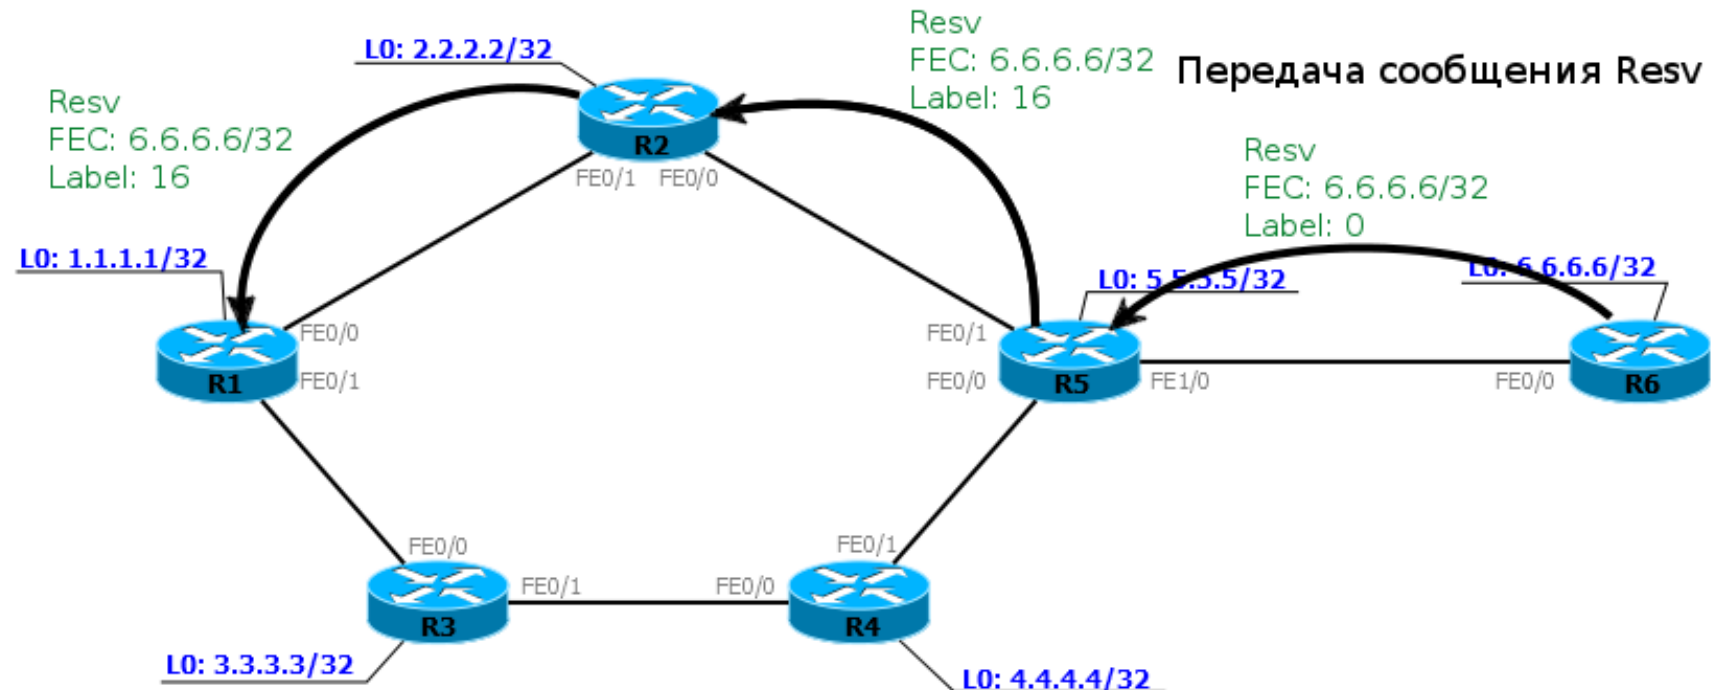 Resv
FEC: 6.6.6.6/32
Label: 16
Передача сообщения Resv
L0: 2.2.2.2/32
Resv
FEC: 6.6.6.6/32
Label: 16
R2
FE0/1 FE0/0
Resv
FEC: 6.6.6.6/32
Label: 0
L0: 1.1.1.1/32
L0: 5.5.5.5/32
L0: 6.6.6.6/32
FE0/0
R1
FE0/1
FE0/1
FE0/0
R5
FE1/0
FE0/0
R6
FE0/0
FE0/1
R3
FE0/1
FE0/0
R4
L0: 3.3.3.3/32
L0: 4.4.4.4/32